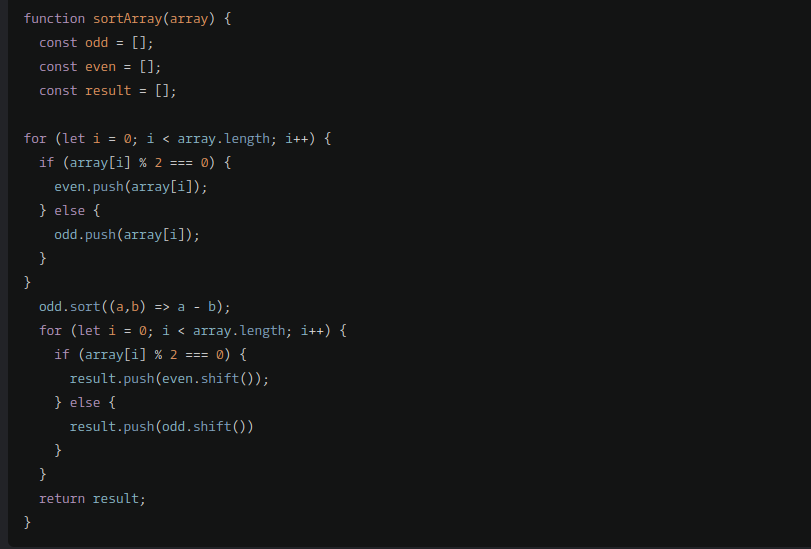 function sortArray(array) {
  const odd = [];
  const even = [];
  const result = [];

for (let i = 0; i < array.length; i++) {
  if (array[i] % 2 === 0) {
    even.push(array[i]);
  } else {
    odd.push(array[i]);
  }
}
  odd.sort((a,b) => a - b);
  for (let i = 0; i < array.length; i++) {
    if (array[i] % 2 === 0) {
      result.push(even.shift());
    } else {
      result.push(odd.shift())
    }
  }
  return result;
}